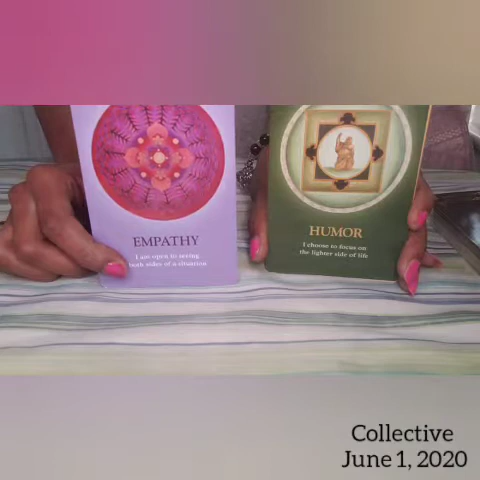 EMPATHY
I am open to seeing
both sides of a situation
HUMOR
I choose to focus on
the lighter side of life
Collective
June 1, 2020